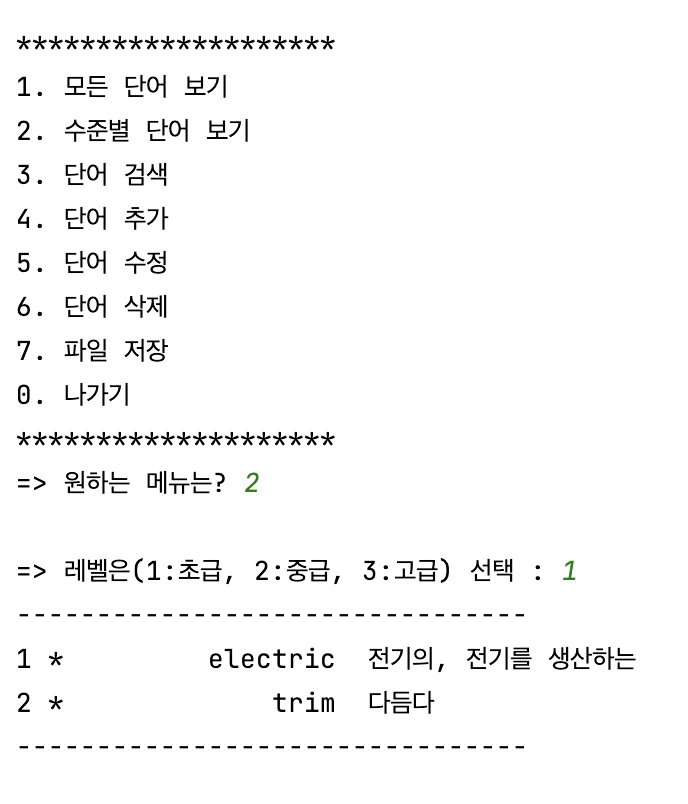 ********************
1. 모든 단어 보기
2. 수준별 단어 보기
3. 단어 검색
4. 단어 추가
5. 단어 수정
6. 단어 삭제
7. 파일 저장
0. 나가기
********************
=> 원하는 메뉴는? 2
=> 레벨은(1:초급, 2:중급, 3:고급) 선택 : 1
--------------------------------
1 *         electric  전기의, 전기를 생산하는
2 *             trim  다듬다
--------------------------------